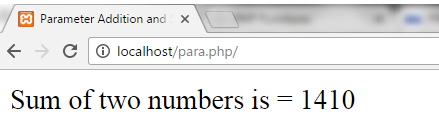 Parameter Addition and
localhost/para.php/
Sum of two numbers is = 1410